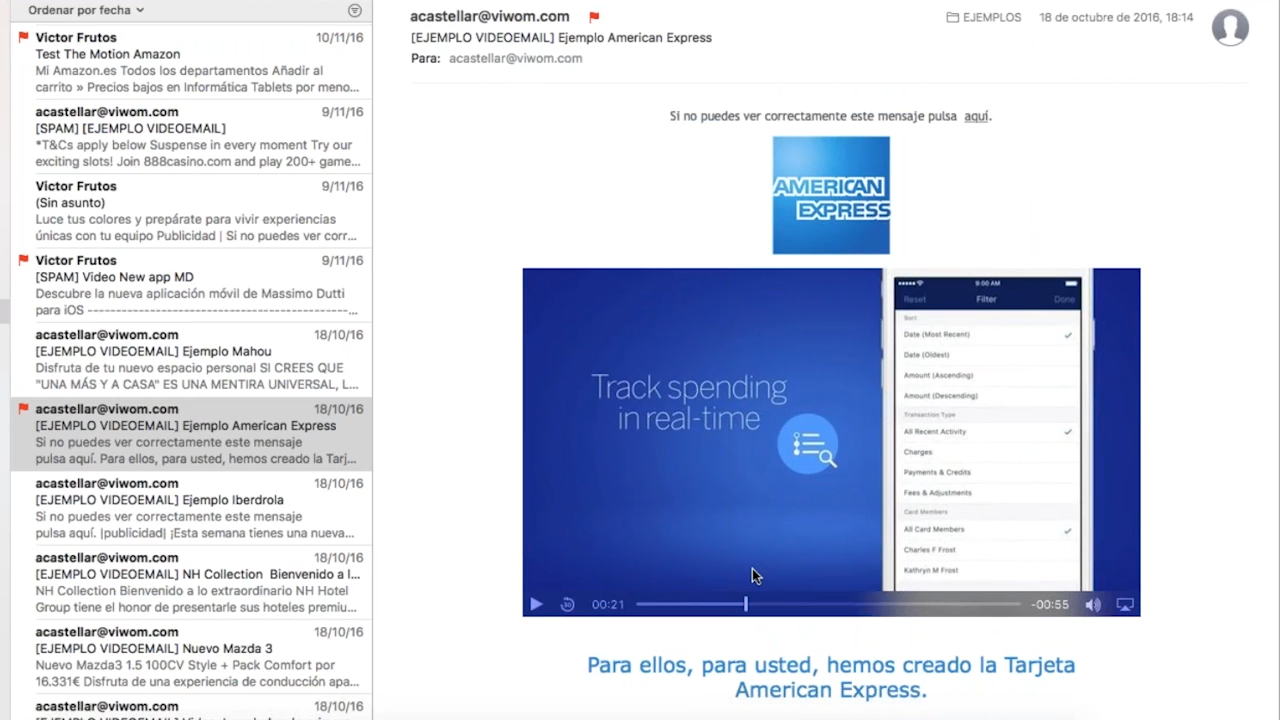 Ordenar por fecha
Victor Frutos 10/11/16
Test The Motion Amazon
Mi Amazon.es Todos los departamentos Añadir al
carrito » Precios bajos en Informática Tablets por meno...
acastellar@viwom.com 9/11/16
[SPAM] [EJEMPLO VIDEOEMAIL]
*T&Cs apply below Suspense in every moment Try our
exciting slots! Join 888casino.com and play 200+ game...
Victor Frutos 9/11/16
(Sin asunto)
Luce tus colores y prepárate para vivir experiencias
únicas con tu equipo Publicidad | Si no puedes ver corr...
Victor Frutos 9/11/16
[SPAM] Video New app MD
Descubre la nueva aplicación móvil de Massimo Dutti
para iOS ------------------------------------------...
acastellar@viwom.com 18/10/16
[EJEMPLO VIDEOEMAIL] Ejemplo Mahou
Disfruta de tu nuevo espacio personal SI CREES QUE
"UNA MÁS Y A CASA" ES UNA MENTIRA UNIVERSAL, L...
acastellar@viwom.com 18/10/16
[EJEMPLO VIDEOEMAIL] Ejemplo American Express
Si no puedes ver correctamente este mensaje
pulsa aquí. Para ellos, para usted, hemos creado la Tarj...
acastellar@viwom.com 18/10/16
[EJEMPLO VIDEOEMAIL] Ejemplo Iberdrola
Si no puedes ver correctamente este mensaje
pulsa aquí. |publicidad| ¡Esta semana tienes una nueva...
acastellar@viwom.com 18/10/16
[EJEMPLO VIDEOEMAIL] NH Collection Bienvenido a l...
NH Collection Bienvenido a lo extraordinario NH Hotel
Group tiene el honor de presentarle sus hoteles premiu...
acastellar@viwom.com 18/10/16
[EJEMPLO VIDEOEMAIL] Nuevo Mazda 3
Nuevo Mazda3 1.5 100CV Style + Pack Comfort por
16.331€ Disfruta de una experiencia de conducción apa...
acastellar@viwom.com 18/10/16
acastellar@viwom.com EJEMPLOS 18 de octubre de 2016, 18:14
[EJEMPLO VIDEOEMAIL] Ejemplo American Express
Para: acastellar@viwom.com
Si no puedes ver correctamente este mensaje pulsa aquí.
AMERICAN
EXPRESS
Track spending
in real-time
9:00 AM
Reset Filter Done
Sort
Date (Most Recent)
Date (Oldest)
Amount (Ascending)
Amount (Descending)
Transaction Type
All Recent Activity
Charges
Payments & Credits
Fees & Adjustments
Card Members
All Card Members
Charles F Frost
Kathryn M Frost
30 00:21 -00:55
Para ellos, para usted, hemos creado la Tarjeta
American Express.